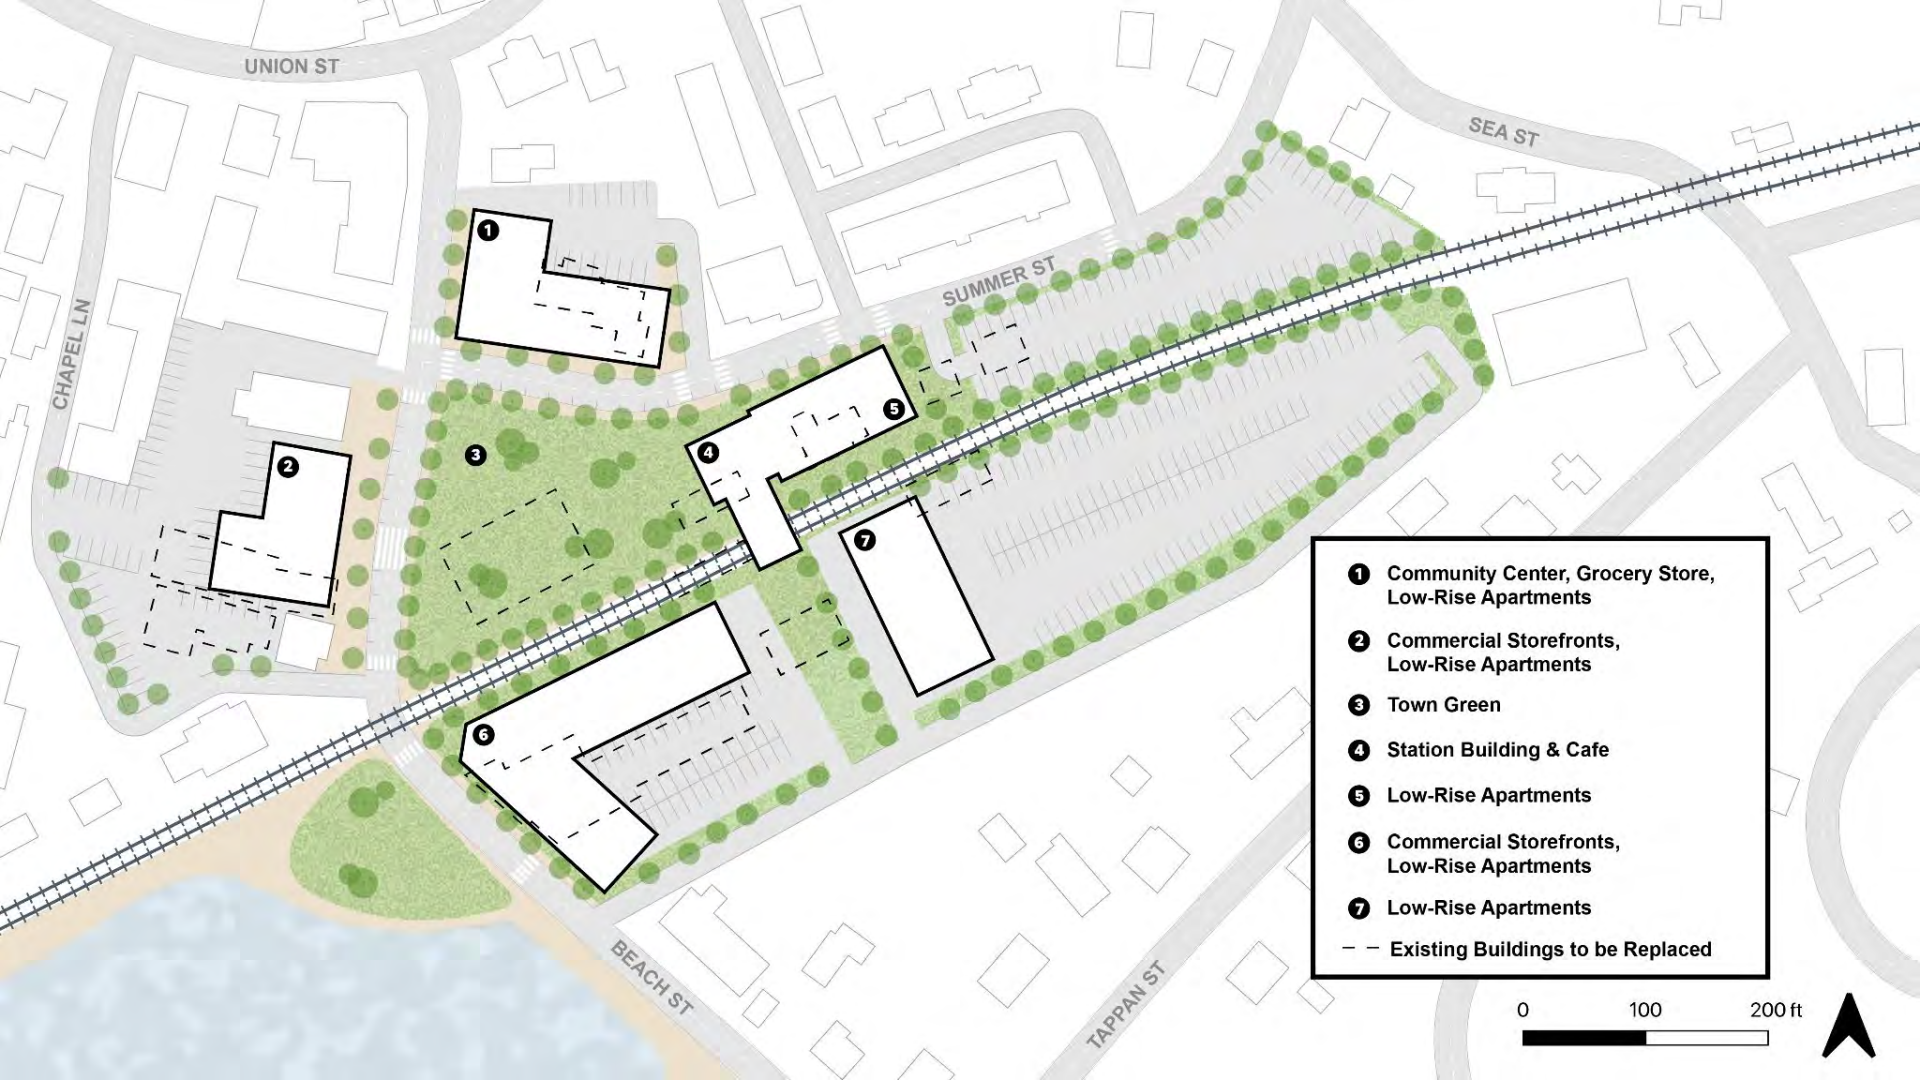 UNION ST
SEA ST
CHAPEL LN
SUMMER ST
1
2
3
4
5
6
7
BEACH ST
TAPPAN ST
1 Community Center, Grocery Store,
Low-Rise Apartments
2 Commercial Storefronts,
Low-Rise Apartments
3 Town Green
4 Station Building & Cafe
5 Low-Rise Apartments
6 Commercial Storefronts,
Low-Rise Apartments
7 Low-Rise Apartments
Existing Buildings to be Replaced
0 100 200 ft